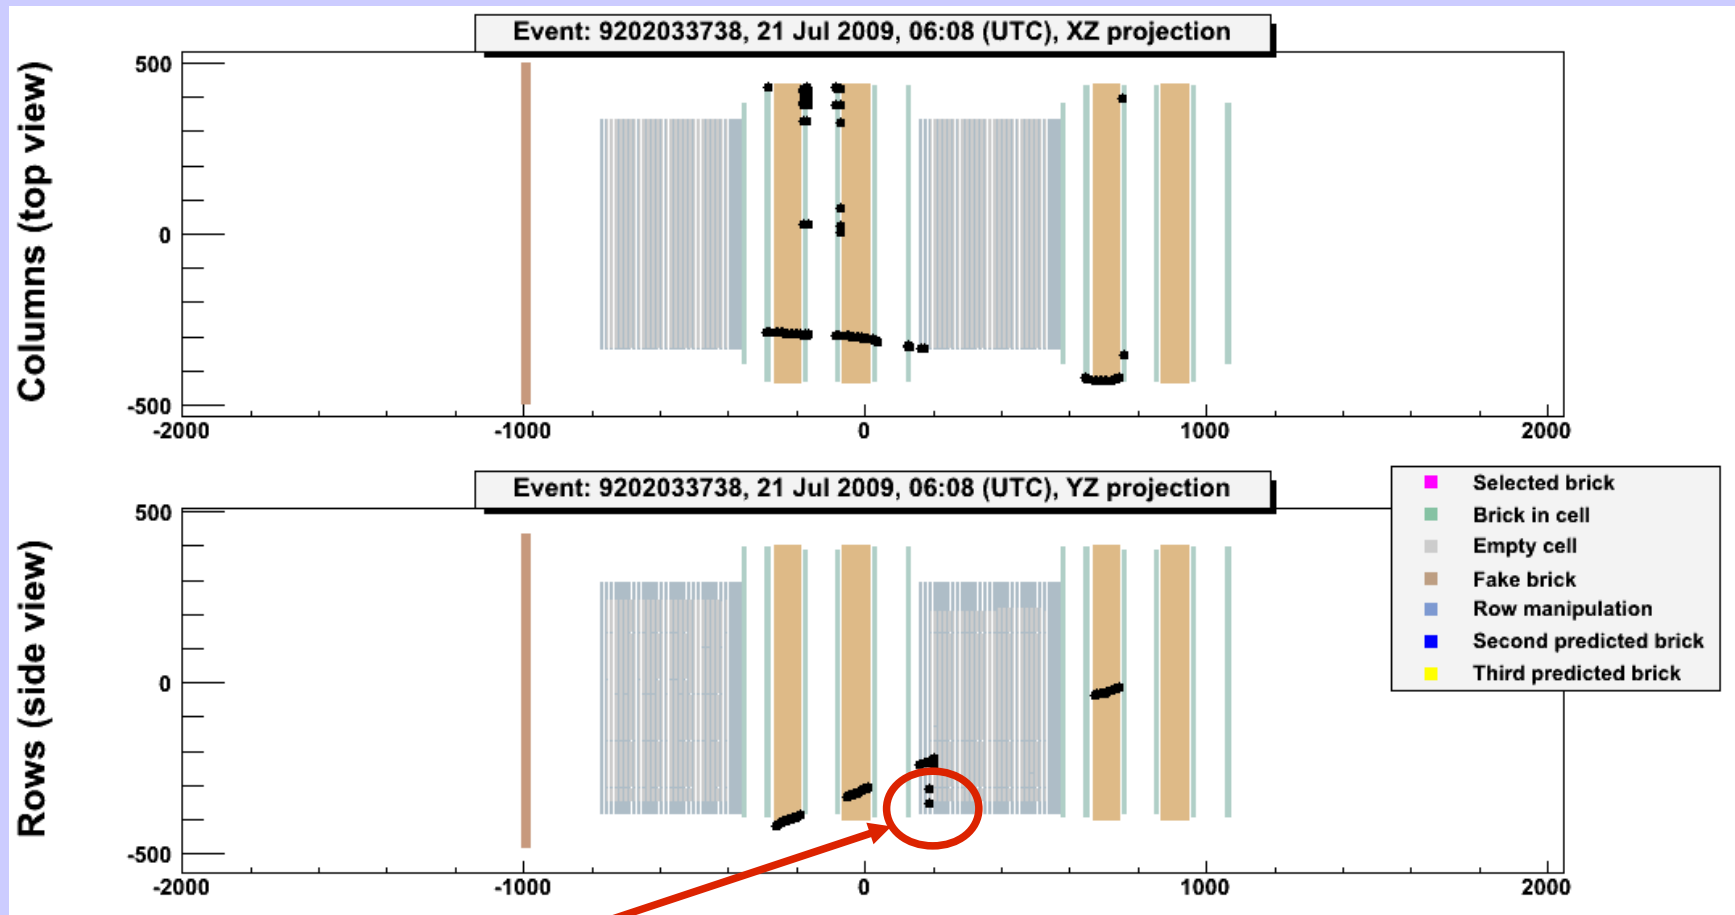 Event: 9202033738, 21 Jul 2009, 06:08 (UTC), XZ projection
Columns (top view)
500
0
-500
-2000 -1000 0 1000 2000
Event: 9202033738, 21 Jul 2009, 06:08 (UTC), YZ projection
Rows (side view)
500
0
-500
-2000 -1000 0 1000 2000
Selected brick
Brick in cell
Empty cell
Fake brick
Row manipulation
Second predicted brick
Third predicted brick